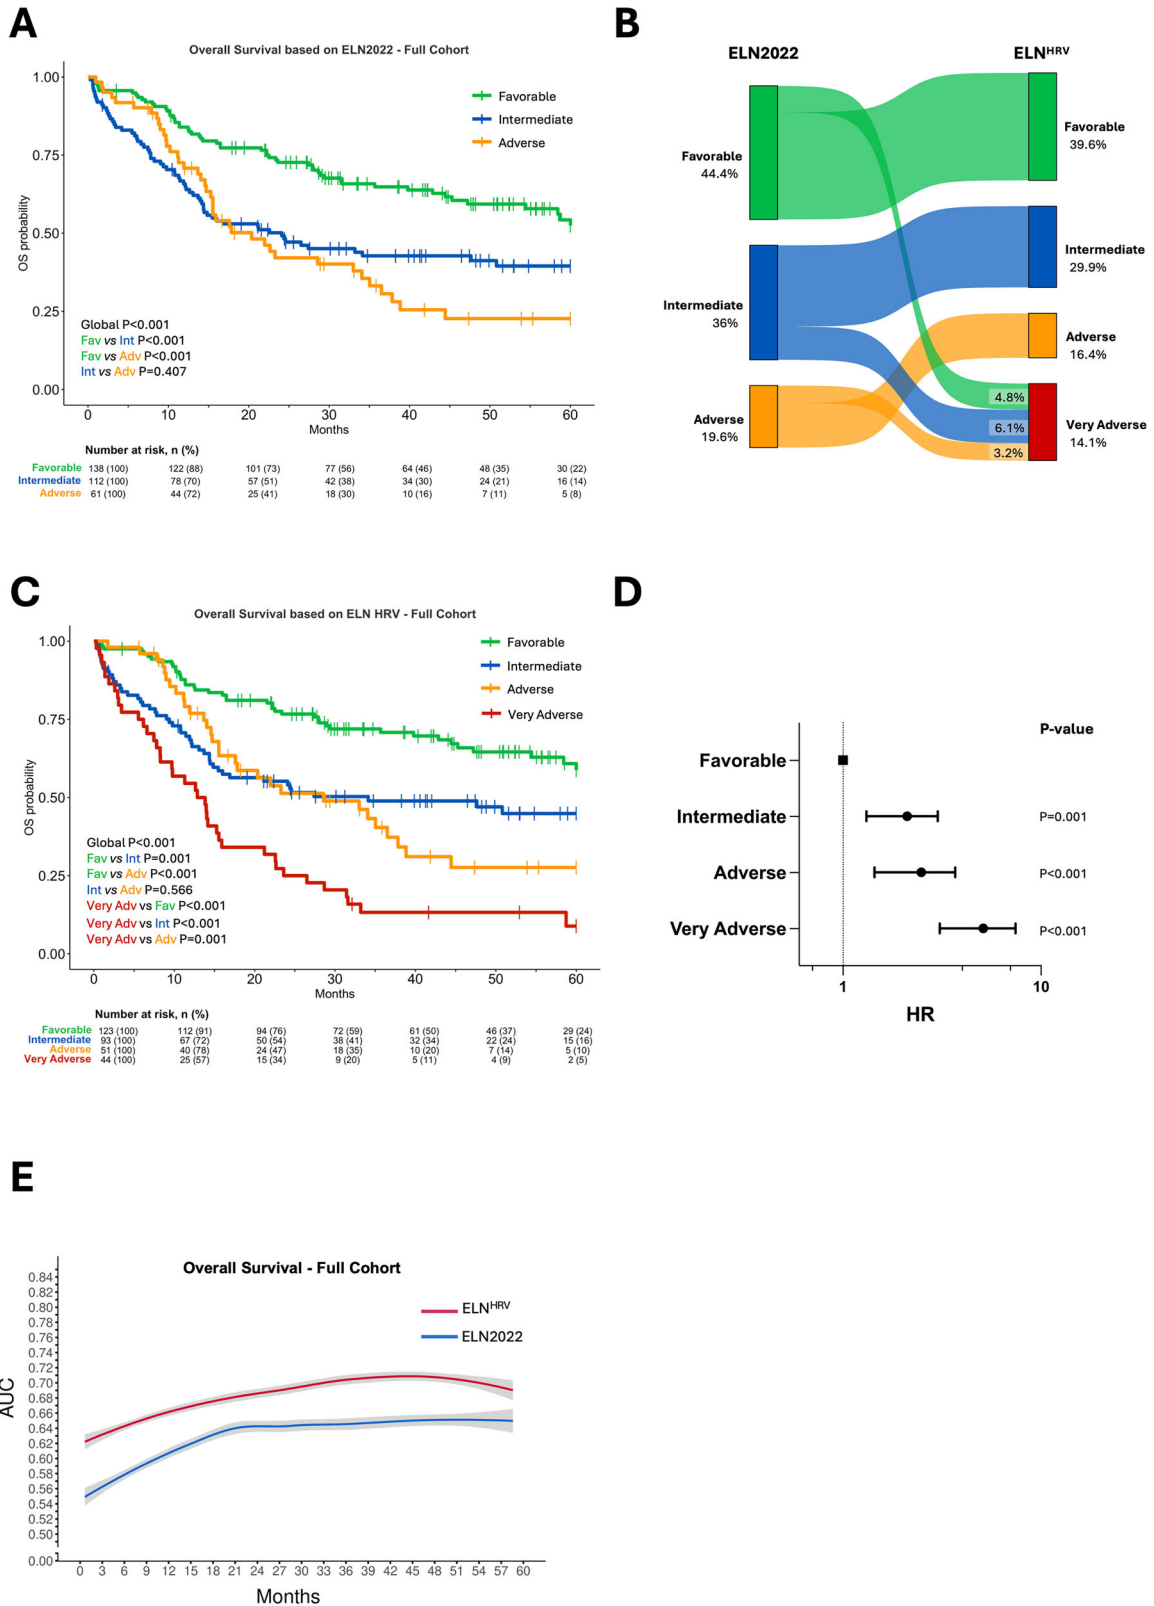 A
Overall Survival based on ELN2022 - Full Cohort
OS probability
1.00
0.75
0.50
0.25
0.00
Favorable
Intermediate
Adverse
Global P<0.001
Fav vs Int P<0.001
Fav vs Adv P<0.001
Int vs Adv P=0.407
0 10 20 30 40 50 60
Months
Number at risk, n (%)
Favorable 138 (100) 122 (88) 101 (73) 77 (56) 64 (46) 48 (35) 30 (22)
Intermediate 112 (100) 78 (70) 57 (51) 42 (38) 34 (30) 24 (21) 16 (14)
Adverse 61 (100) 44 (72) 25 (41) 18 (30) 10 (16) 7 (11) 5 (8)
B
ELN2022 ELNHRV
Favorable
44.4%
Intermediate
36%
Adverse
19.6%
Favorable
39.6%
Intermediate
29.9%
Adverse
16.4%
Very Adverse
14.1%
4.8%
6.1%
3.2%
C
Overall Survival based on ELN HRV - Full Cohort
OS probability
1.00
0.75
0.50
0.25
0.00
Favorable
Intermediate
Adverse
Very Adverse
Global P<0.001
Fav vs Int P=0.001
Fav vs Adv P<0.001
Int vs Adv P=0.566
Very Adv vs Fav P<0.001
Very Adv vs Int P<0.001
Very Adv vs Adv P=0.001
0 10 20 30 40 50 60
Months
Number at risk, n (%)
Favorable 123 (100) 112 (91) 94 (76) 72 (59) 61 (50) 46 (37) 29 (24)
Intermediate 93 (100) 67 (72) 50 (54) 38 (41) 32 (34) 22 (24) 15 (16)
Adverse 51 (100) 40 (78) 24 (47) 18 (35) 10 (20) 7 (14) 5 (10)
Very Adverse 44 (100) 25 (57) 15 (34) 9 (20) 5 (11) 4 (9) 2 (5)
D
P-value
Favorable
Intermediate P=0.001
Adverse P<0.001
Very Adverse P<0.001
1 10
HR
E
Overall Survival - Full Cohort
ELNHRV
ELN2022
AUC
0.84
0.82
0.80
0.78
0.76
0.74
0.72
0.70
0.68
0.66
0.64
0.62
0.60
0.58
0.56
0.54
0.52
0.50
0.00
0 3 6 9 12 15 18 21 24 27 30 33 36 39 42 45 48 51 54 57 60
Months